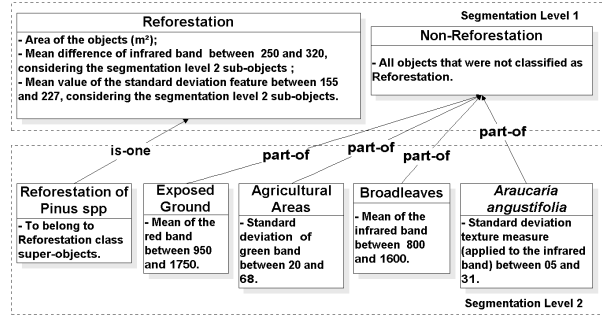 Segmentation Level 1
Reforestation
- Area of the objects (m²);
- Mean difference of infrared band between 250 and 320,
considering the segmentation level 2 sub-objects ;
- Mean value of the standard deviation feature between 155
and 227, considering the segmentation level 2 sub-objects.
Non-Reforestation
- All objects that were not classified as
Reforestation.
is-one
part-of
part-of
part-of
part-of
Reforestation of
Pinus spp
- To belong to
Reforestation class
super-objects.
Exposed
Ground
- Mean of the
red band
between 950
and 1750.
Agricultural
Areas
- Standard
deviation of
green band
between 20 and
68.
Broadleaves
- Mean of the
infrared band
between 800
and 1600.
Araucaria
angustifolia
- Standard deviation
texture measure
(applied to the infrared
band) between 05 and
31.
Segmentation Level 2